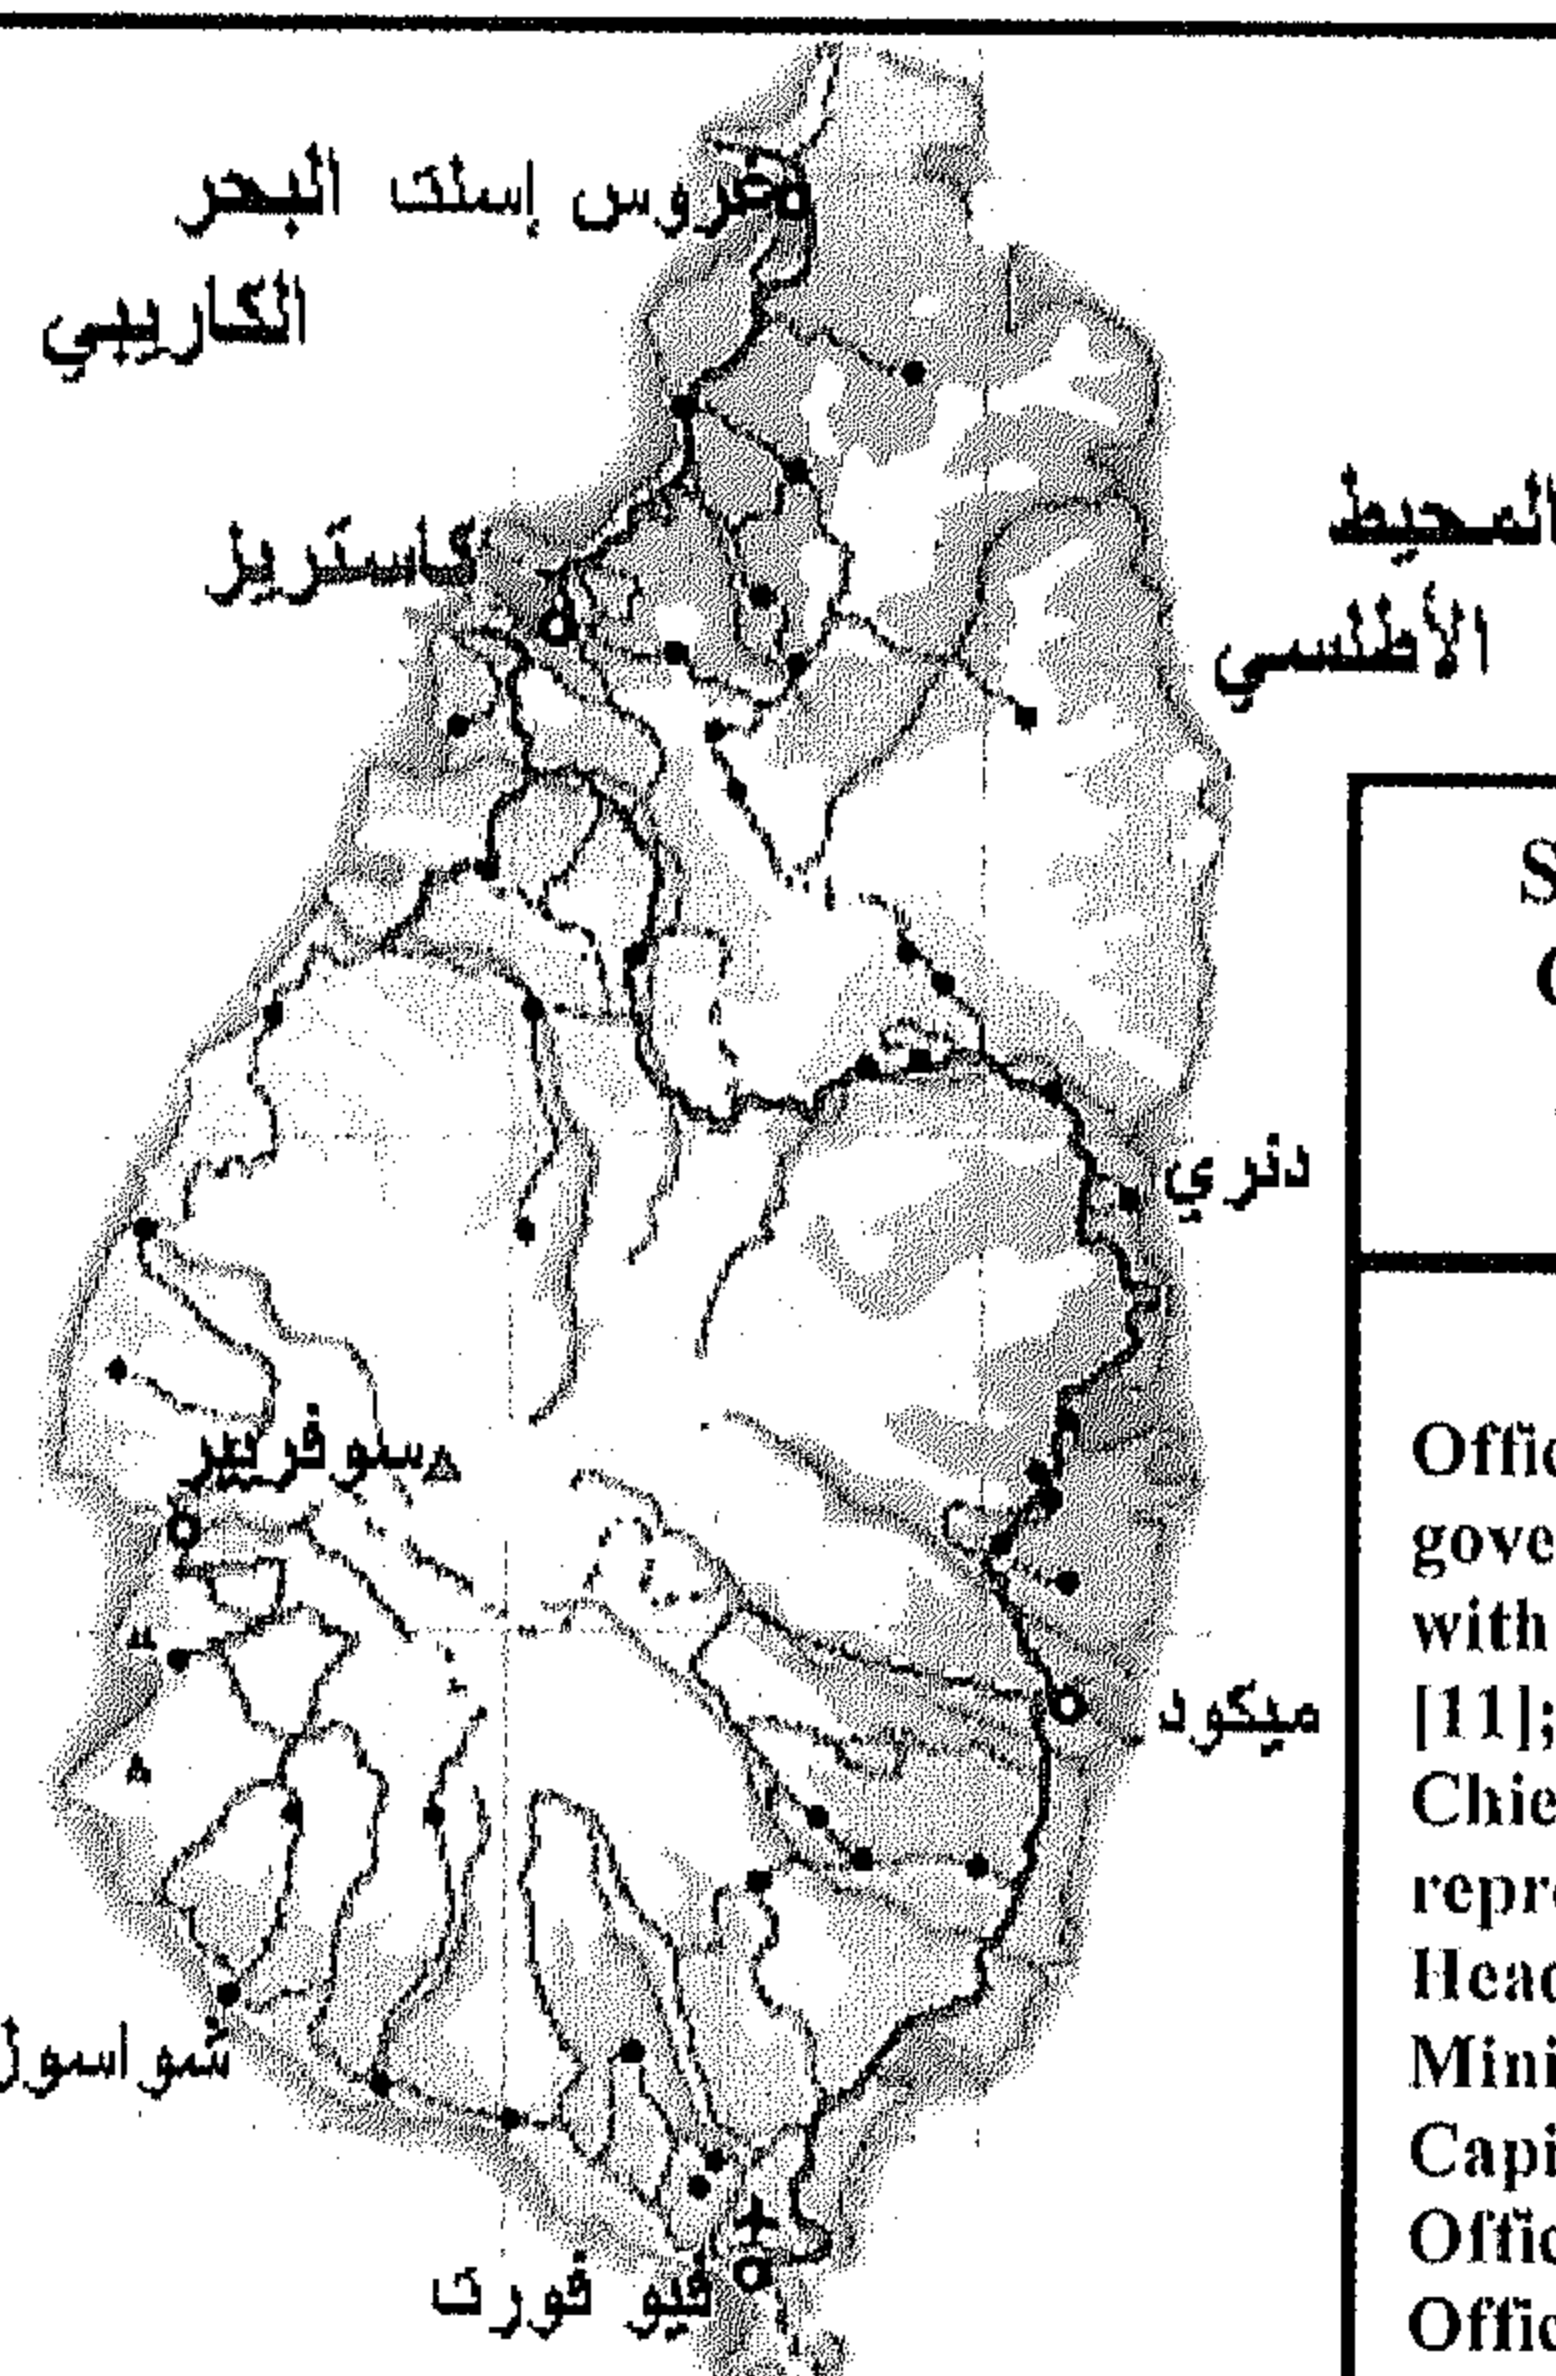 غروس إسلت البحر
الكاريبي
كاستريز
المحيط
الأطلسي
دنري
سوفرير
ميكود
شواسول
فيو فورت
S
C
Offic
gove
with
[11];
Chie
repre
Head
Mini
Capi
Offic
Offic